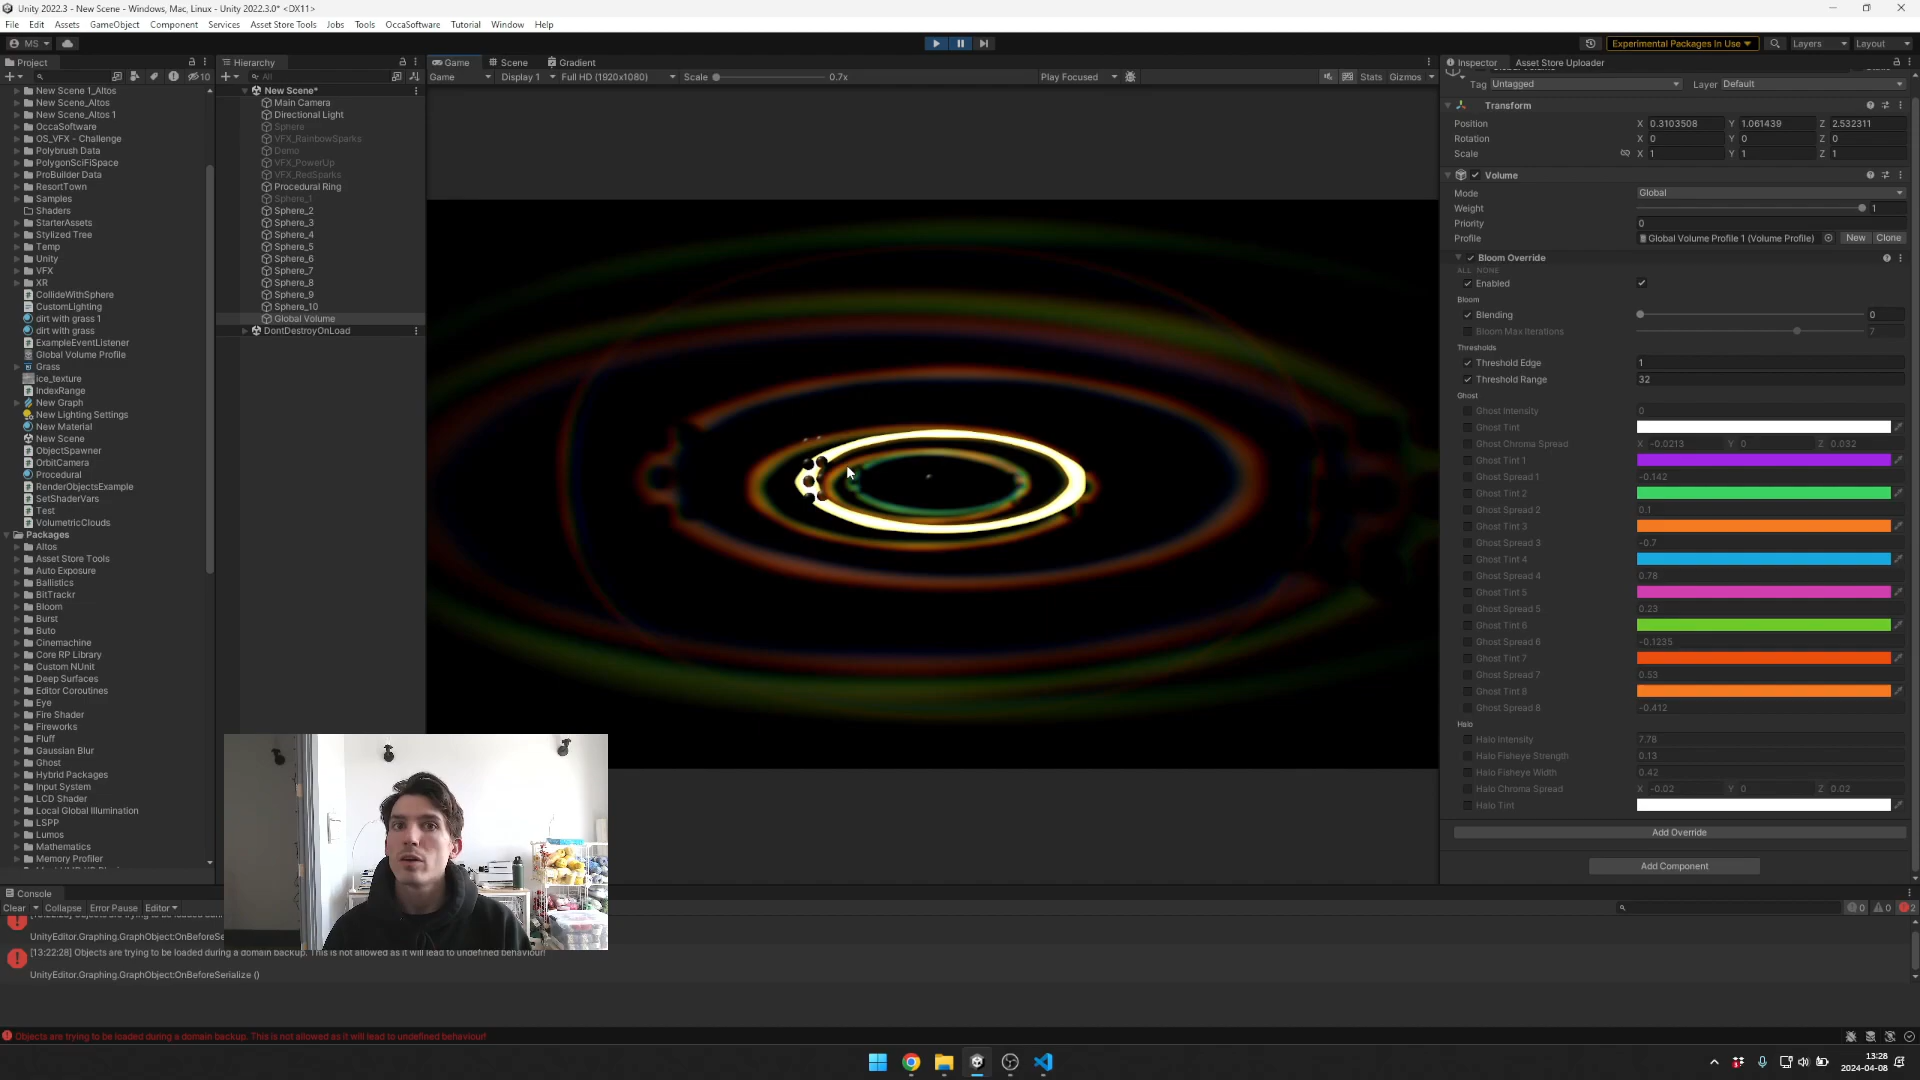 Unity 2022.3 - New Scene - Windows, Mac, Linux - Unity 2022.3.0* <DX11>
File Edit Assets GameObject Component Services Asset Store Tools Jobs Tools OccaSoftware Tutorial Window Help
MS Experimental Packages In Use Layers Layout
Project Hierarchy Game Scene Gradient Inspector Asset Store Uploader
10 All Game Display 1 Full HD (1920x1080) Scale 0.7x Play Focused Stats Gizmos
Tag Untagged Layer Default
New Scene 1_Altos
New Scene_Altos
New Scene_Altos 1
OccaSoftware
OS_VFX - Challenge
Polybrush Data
PolygonSciFiSpace
ProBuilder Data
ResortTown
Samples
Shaders
StarterAssets
Stylized Tree
Temp
Unity
VFX
XR
CollideWithSphere
CustomLighting
dirt with grass 1
dirt with grass
ExampleEventListener
Global Volume Profile
Grass
ice_texture
IndexRange
New Graph
New Lighting Settings
New Material
New Scene
ObjectSpawner
OrbitCamera
Procedural
RenderObjectsExample
SetShaderVars
Test
VolumetricClouds
Packages
Altos
Asset Store Tools
Auto Exposure
Ballistics
BitTrackr
Bloom
Burst
Buto
Cinemachine
Core RP Library
Custom NUnit
Deep Surfaces
Editor Coroutines
Eye
Fire Shader
Fireworks
Fluff
Gaussian Blur
Ghost
Hybrid Packages
Input System
LCD Shader
Local Global Illumination
LSPP
Lumos
Mathematics
Memory Profiler
New Scene*
Main Camera
Directional Light
Sphere
VFX_RainbowSparks
Demo
VFX_PowerUp
VFX_RedSparks
Procedural Ring
Sphere_1
Sphere_2
Sphere_3
Sphere_4
Sphere_5
Sphere_6
Sphere_7
Sphere_8
Sphere_9
Sphere_10
Global Volume
DontDestroyOnLoad
Transform
Position X 0.3103508 Y 1.061439 Z 2.532311
Rotation X 0 Y 0 Z 0
Scale X 1 Y 1 Z 1
Volume
Mode Global
Weight 1
Priority 0
Profile Global Volume Profile 1 (Volume Profile) New Clone
Bloom Override
ALL NONE
Enabled
Bloom
Blending 0
Bloom Max Iterations 7
Thresholds
Threshold Edge 1
Threshold Range 32
Ghost
Ghost Intensity 0
Ghost Tint
Ghost Chroma Spread X -0.0213 Y 0 Z 0.032
Ghost Tint 1
Ghost Spread 1 -0.142
Ghost Tint 2
Ghost Spread 2 0.1
Ghost Tint 3
Ghost Spread 3 -0.7
Ghost Tint 4
Ghost Spread 4 0.78
Ghost Tint 5
Ghost Spread 5 0.23
Ghost Tint 6
Ghost Spread 6 -0.1235
Ghost Tint 7
Ghost Spread 7 0.53
Ghost Tint 8
Ghost Spread 8 -0.412
Halo
Halo Intensity 7.78
Halo Fisheye Strength 0.13
Halo Fisheye Width 0.42
Halo Chroma Spread X -0.02 Y 0 Z 0.02
Halo Tint
Add Override
Add Component
Console
Clear Collapse Error Pause Editor 0 0 2
UnityEditor.Graphing.GraphObject:OnBeforeSe
[13:22:28] Objects are trying to be loaded during a domain backup. This is not allowed as it will lead to undefined behaviour!
UnityEditor.Graphing.GraphObject:OnBeforeSerialize ()
Objects are trying to be loaded during a domain backup. This is not allowed as it will lead to undefined behaviour!
13:28
2024-04-08